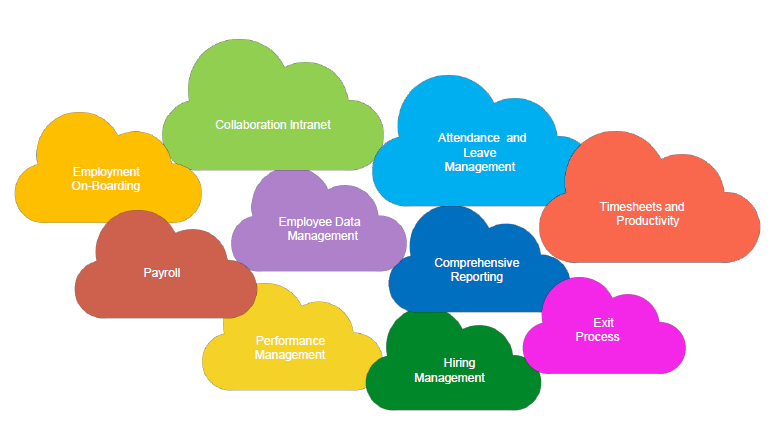 Collaboration Intranet
Attendance and
Leave
Management
Employment
On-Boarding
Timesheets and
Productivity
Employee Data
Management
Payroll
Comprehensive
Reporting
Performance
Management
Exit
Process
Hiring
Management